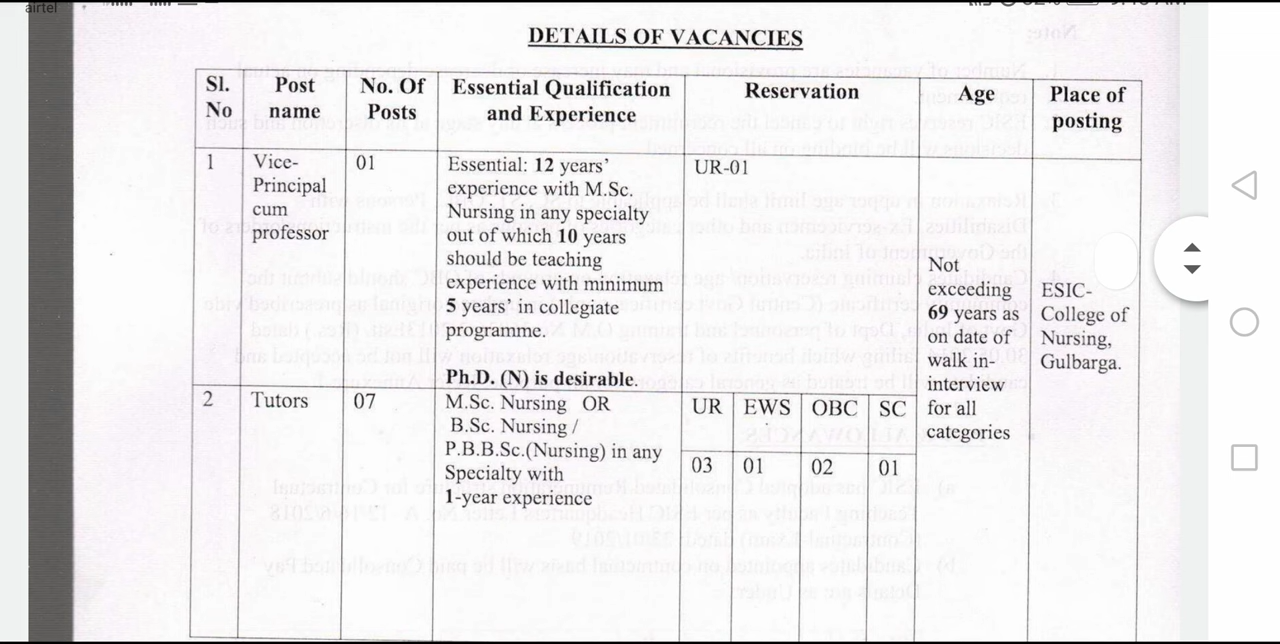 airtel
DETAILS OF VACANCIES
Sl. No
Post name
No. Of Posts
Essential Qualification and Experience
Reservation
Age
Place of posting
1
Vice-
Principal
cum
professor
01
Essential: 12 years'
experience with M.Sc.
Nursing in any specialty
out of which 10 years
should be teaching
experience with minimum
5 years' in collegiate
programme.
Ph.D. (N) is desirable.
UR-01
Not
exceeding
69 years as
on date of
walk in-
interview
for all
categories
ESIC-
College of
Nursing,
Gulbarga.
2
Tutors
07
M.Sc. Nursing OR
B.Sc. Nursing /
P.B.B.Sc.(Nursing) in any
Specialty with
1-year experience
UR EWS OBC SC
03 01 02 01